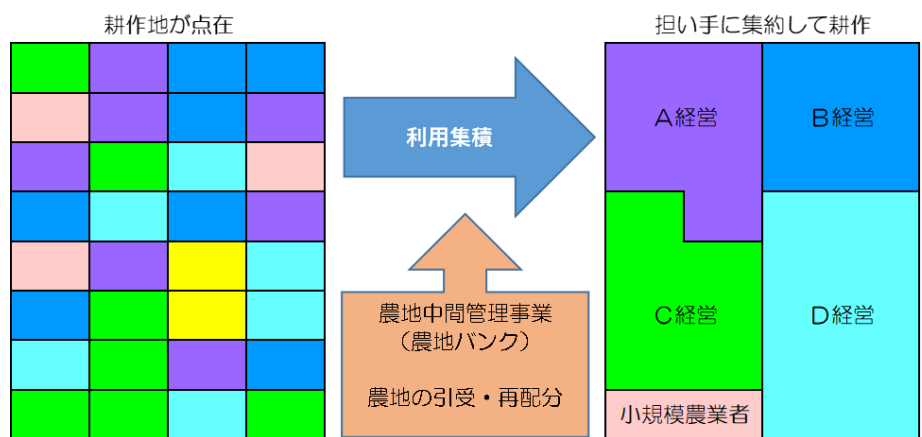 耕作地が点在
担い手に集約して耕作
利用集積
A経営
B経営
農地中間管理事業
（農地バンク）
農地の引受・再配分
C経営
D経営
小規模農業者